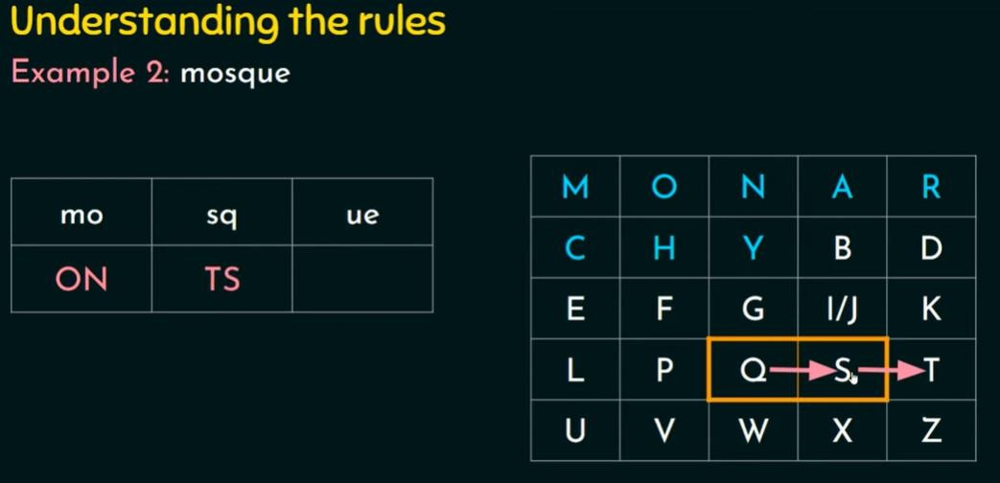 Understanding the rules
Example 2: mosque
mo sq ue
ON TS
M O N A R
C H Y B D
E F G I/J K
L P Q S T
U V W X Z